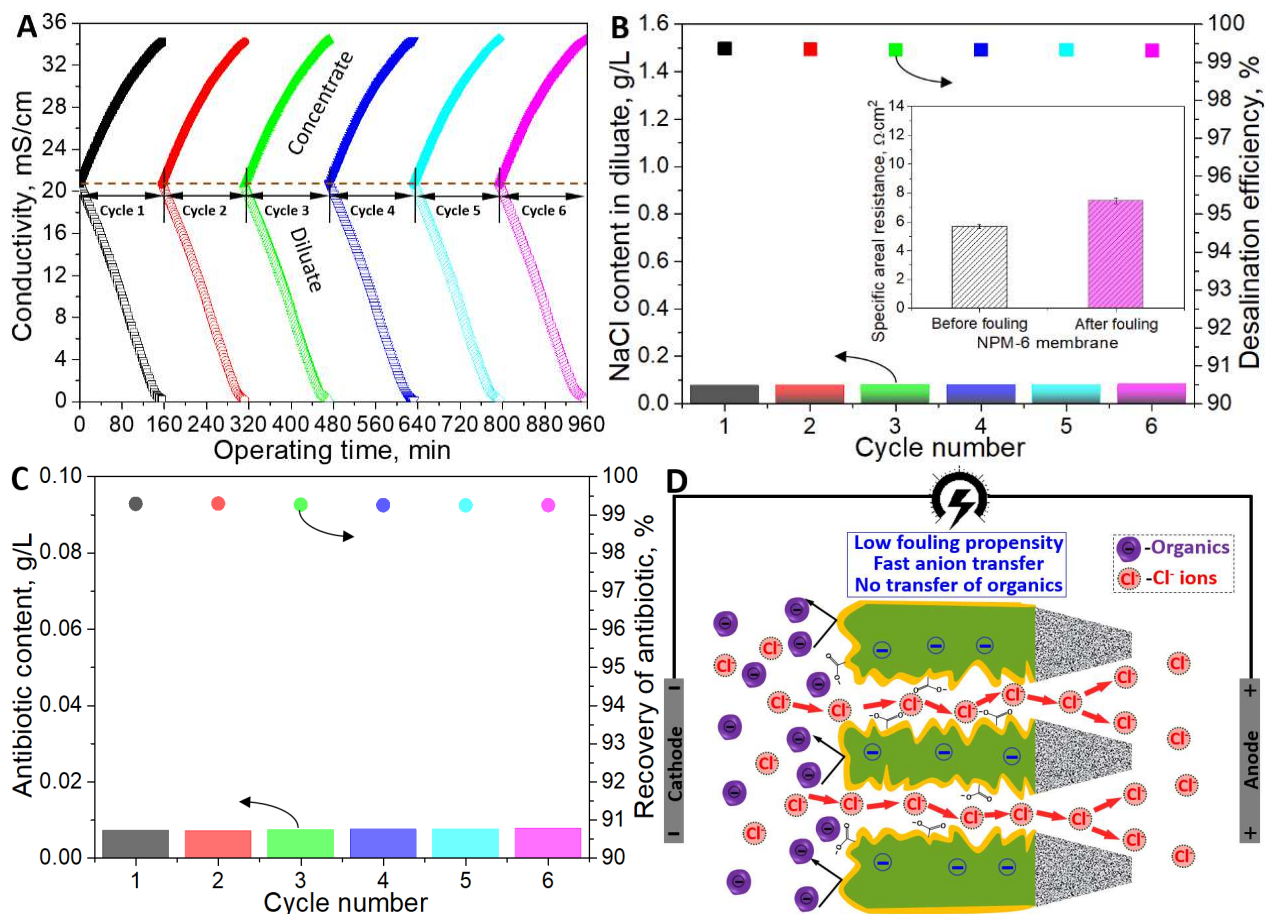 A
Conductivity, mS/cm
36
32
28
24
20
16
12
8
4
0
Concentrate
Cycle 1
Cycle 2
Cycle 3
Cycle 4
Cycle 5
Cycle 6
Diluate
0 80 160 240 320 400 480 560 640 720 800 880 960
Operating time, min
B
NaCl content in diluate, g/L
1.6
1.4
1.2
1.0
0.8
0.6
0.4
0.2
0.0
100
99
98
97
96
95
94
93
92
91
90
Desalination efficiency, %
Specific areal resistance, Ω cm²
14
12
10
8
6
4
2
0
Before fouling
After fouling
NPM-6 membrane
1 2 3 4 5 6
Cycle number
C
Antibiotic content, g/L
0.10
0.08
0.06
0.04
0.02
0.00
100
99
98
97
96
95
94
93
92
91
90
Recovery of antibiotic, %
1 2 3 4 5 6
Cycle number
D
Low fouling propensity
Fast anion transfer
No transfer of organics
-Organics
Cl⁻ -Cl⁻ ions
Cathode
Anode